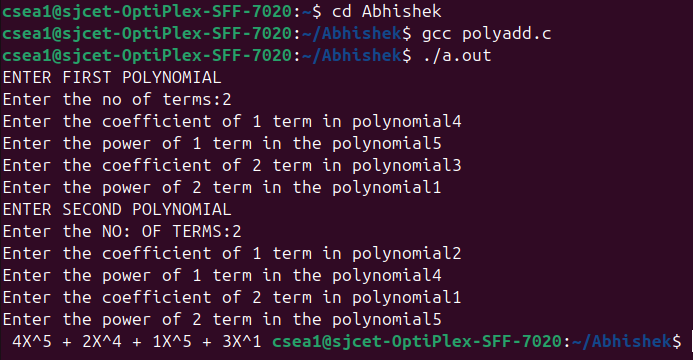 csea1@sjcet-OptiPlex-SFF-7020:~$ cd Abhishek
csea1@sjcet-OptiPlex-SFF-7020:~/Abhishek$ gcc polyadd.c
csea1@sjcet-OptiPlex-SFF-7020:~/Abhishek$ ./a.out
ENTER FIRST POLYNOMIAL
Enter the no of terms:2
Enter the coefficient of 1 term in polynomial4
Enter the power of 1 term in the polynomial5
Enter the coefficient of 2 term in polynomial3
Enter the power of 2 term in the polynomial1
ENTER SECOND POLYNOMIAL
Enter the NO: OF TERMS:2
Enter the coefficient of 1 term in polynomial2
Enter the power of 1 term in the polynomial4
Enter the coefficient of 2 term in polynomial1
Enter the power of 2 term in the polynomial5
 4X^5 + 2X^4 + 1X^5 + 3X^1 csea1@sjcet-OptiPlex-SFF-7020:~/Abhishek$